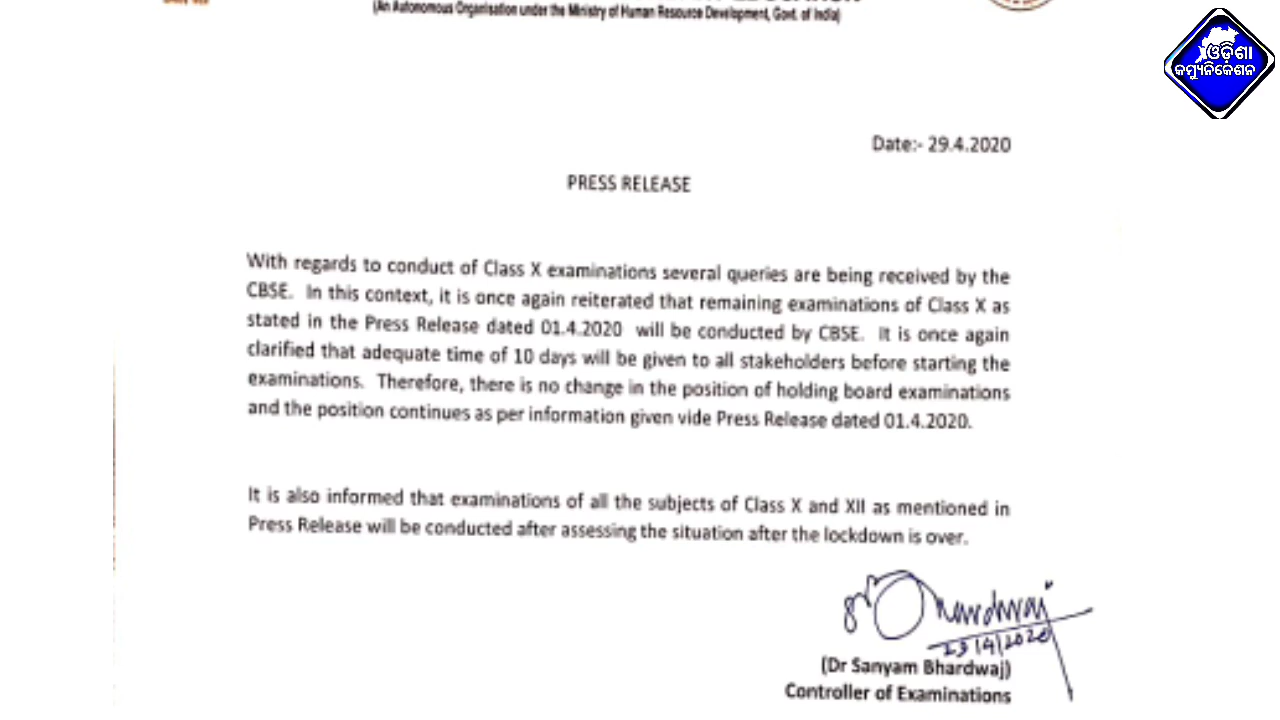 (An Autonomous Organisation under the Ministry of Human Resource Development, Govt. of India)
ଓଡ଼ିଶା
କମ୍ୟୁନିକେଶନ
Date:- 29.4.2020
PRESS RELEASE
With regards to conduct of Class X examinations several queries are being received by the
CBSE. In this context, it is once again reiterated that remaining examinations of Class X as
stated in the Press Release dated 01.4.2020 will be conducted by CBSE. It is once again
clarified that adequate time of 10 days will be given to all stakeholders before starting the
examinations. Therefore, there is no change in the position of holding board examinations
and the position continues as per information given vide Press Release dated 01.4.2020.
It is also informed that examinations of all the subjects of Class X and XII as mentioned in
Press Release will be conducted after assessing the situation after the lockdown is over.
29/4/2020
(Dr Sanyam Bhardwaj)
Controller of Examinations